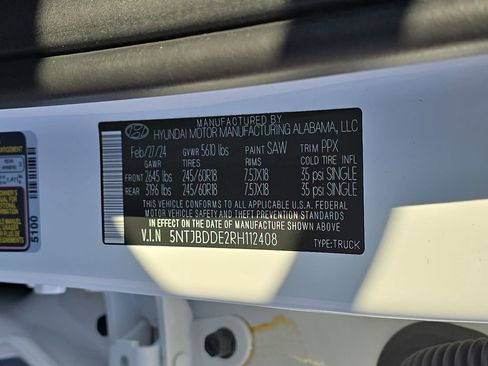 MANUFACTURED BY
HYUNDAI MOTOR MANUFACTURING ALABAMA, LLC
Feb/27/24 GVWR 5610 lbs PAINT SAW TRIM PPX
GAWR TIRES RIMS COLD TIRE INFL
FRONT 2645 lbs 245/60R18 7.5JX18 35 psi SINGLE
REAR 3196 lbs 245/60R18 7.5JX18 35 psi SINGLE
THIS VEHICLE CONFORMS TO ALL APPLICABLE U.S.A. FEDERAL
MOTOR VEHICLE SAFETY AND THEFT PREVENTION STANDARDS
IN EFFECT ON THE DATE OF MANUFACTURE SHOWN ABOVE
V.I.N 5NTJBDDE2RH112408
TYPE:TRUCK
5100